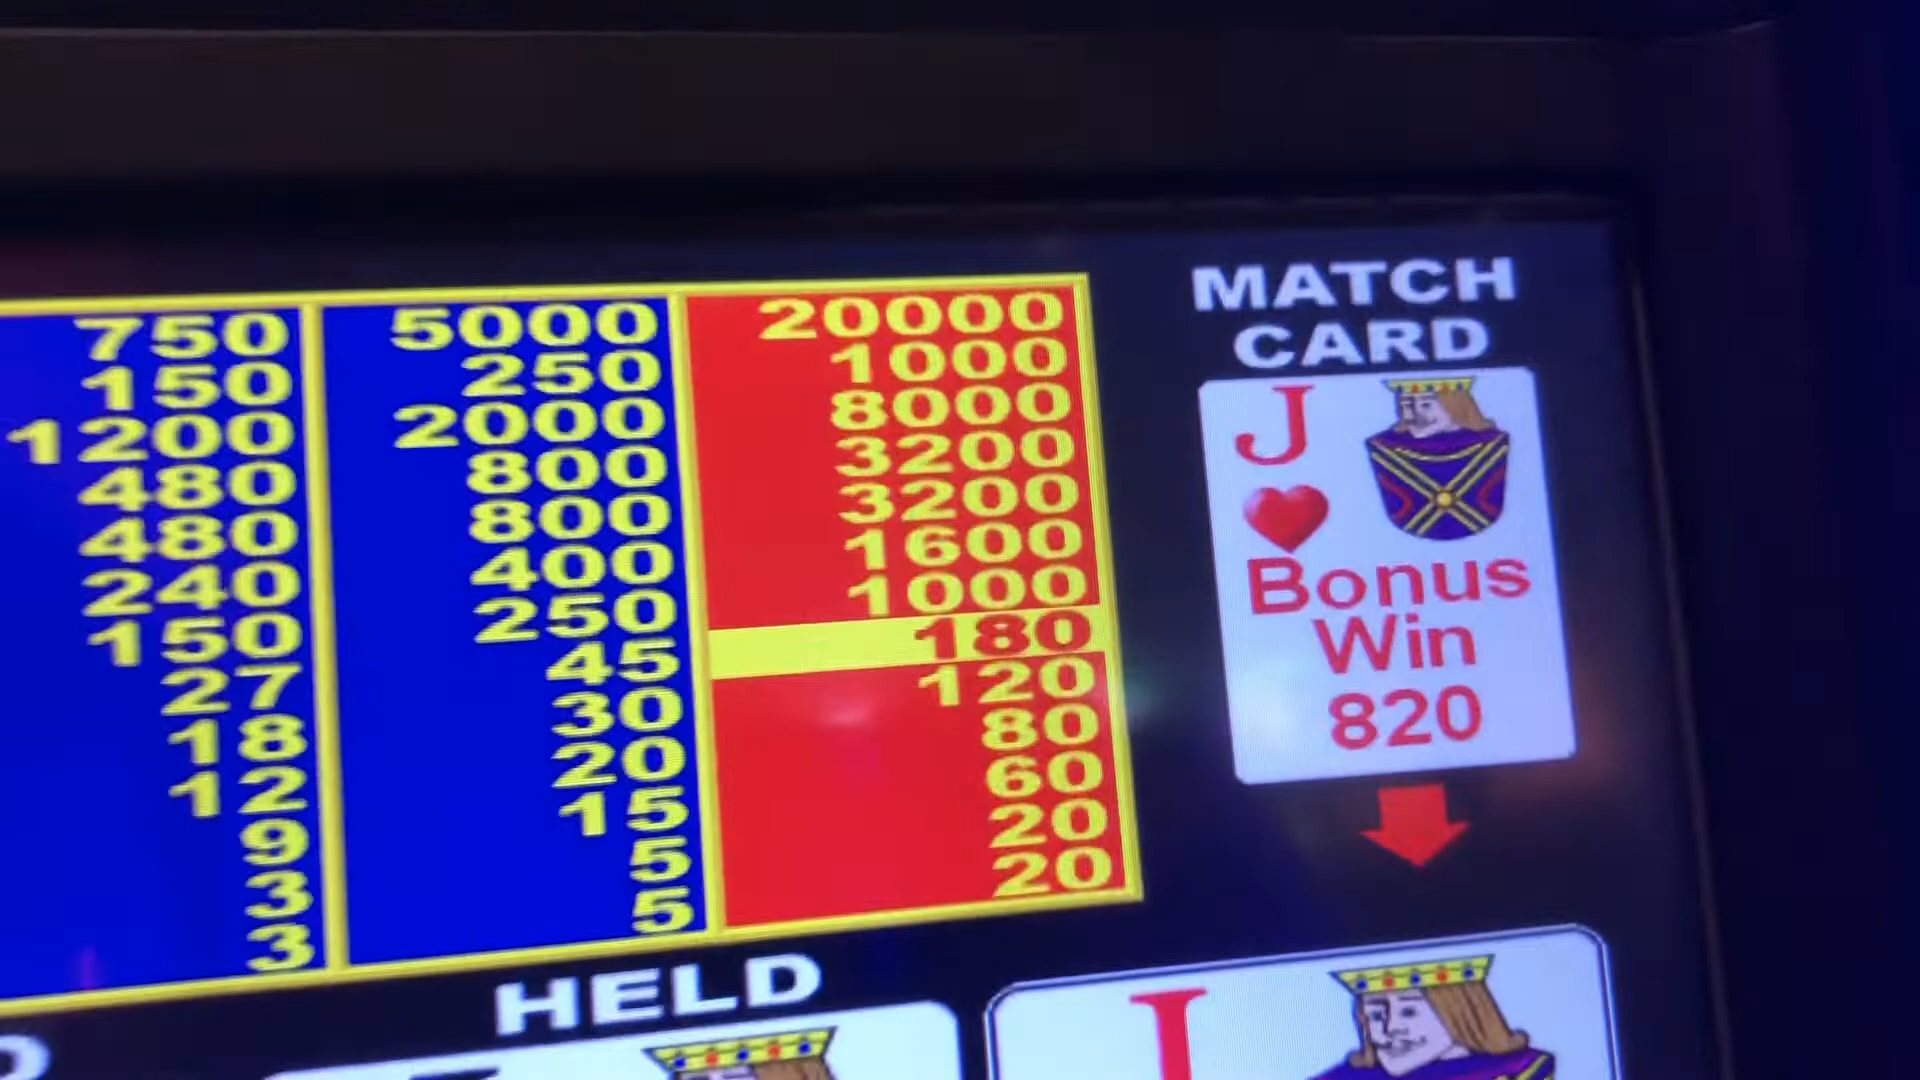 750 5000 20000
150 250 1000
1200 2000 8000
480 800 3200
480 800 3200
240 400 1600
150 250 1000
27 45 180
18 30 120
12 20 80
9 15 60
3 5 20
3 5 20
MATCH
CARD
J
Bonus
Win
820
HELD
J